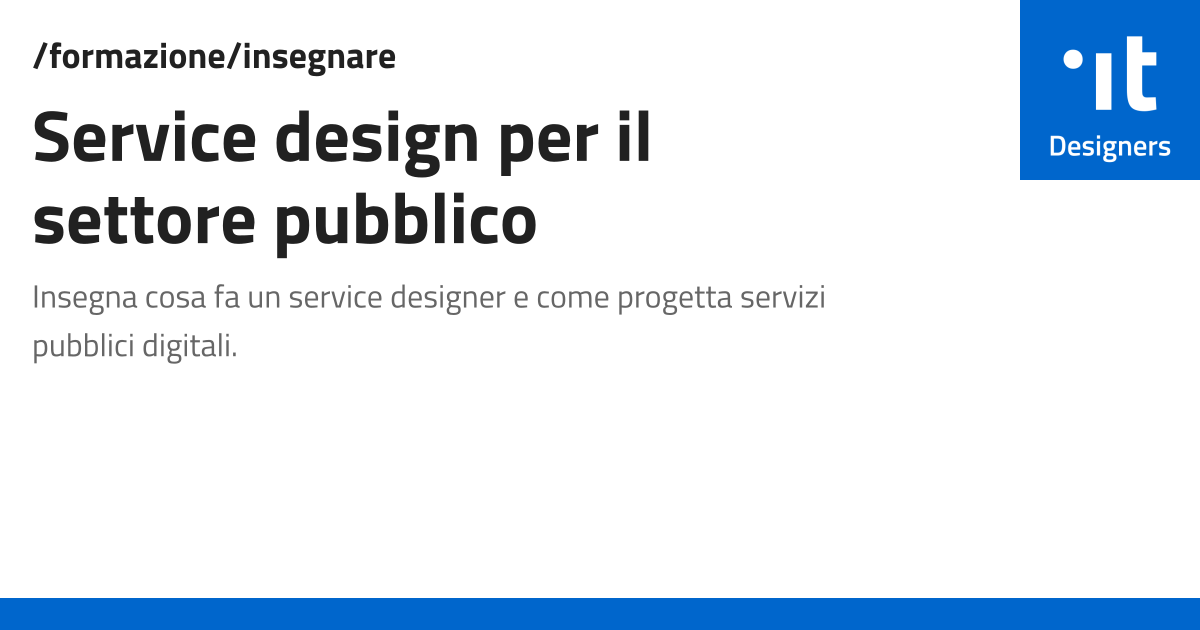 /formazione/insegnare
Service design per il
settore pubblico
Insegna cosa fa un service designer e come progetta servizi
pubblici digitali.
it
Designers